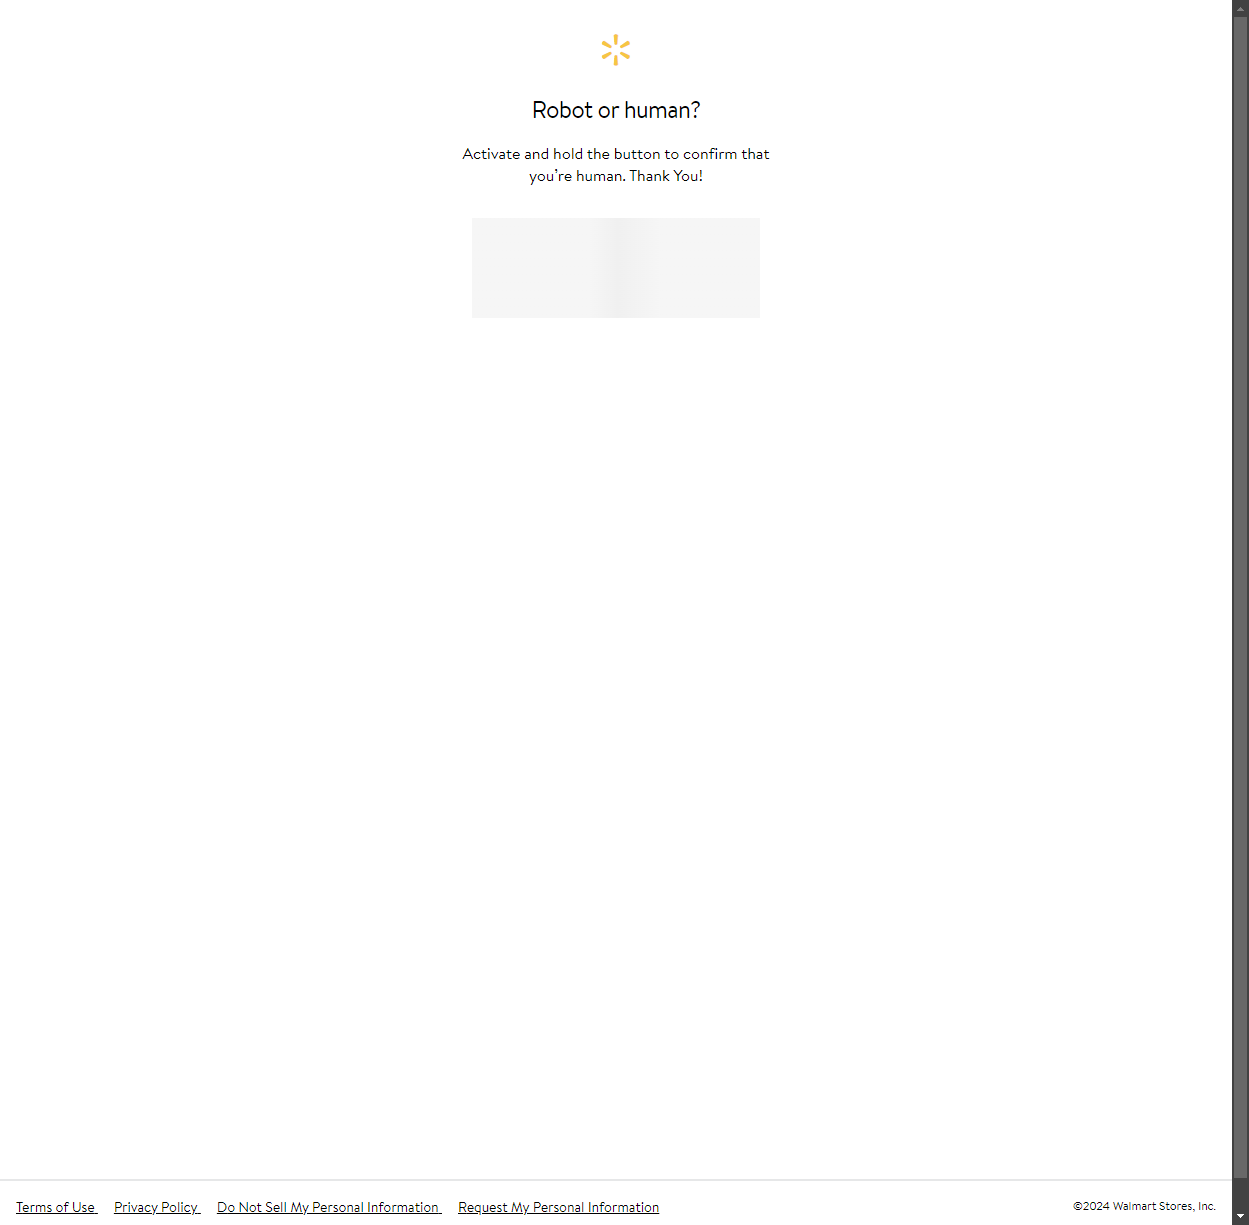 Robot or human?
Activate and hold the button to confirm that
you're human. Thank You!
Terms of Use Privacy Policy Do Not Sell My Personal Information Request My Personal Information ©2024 Walmart Stores, Inc.